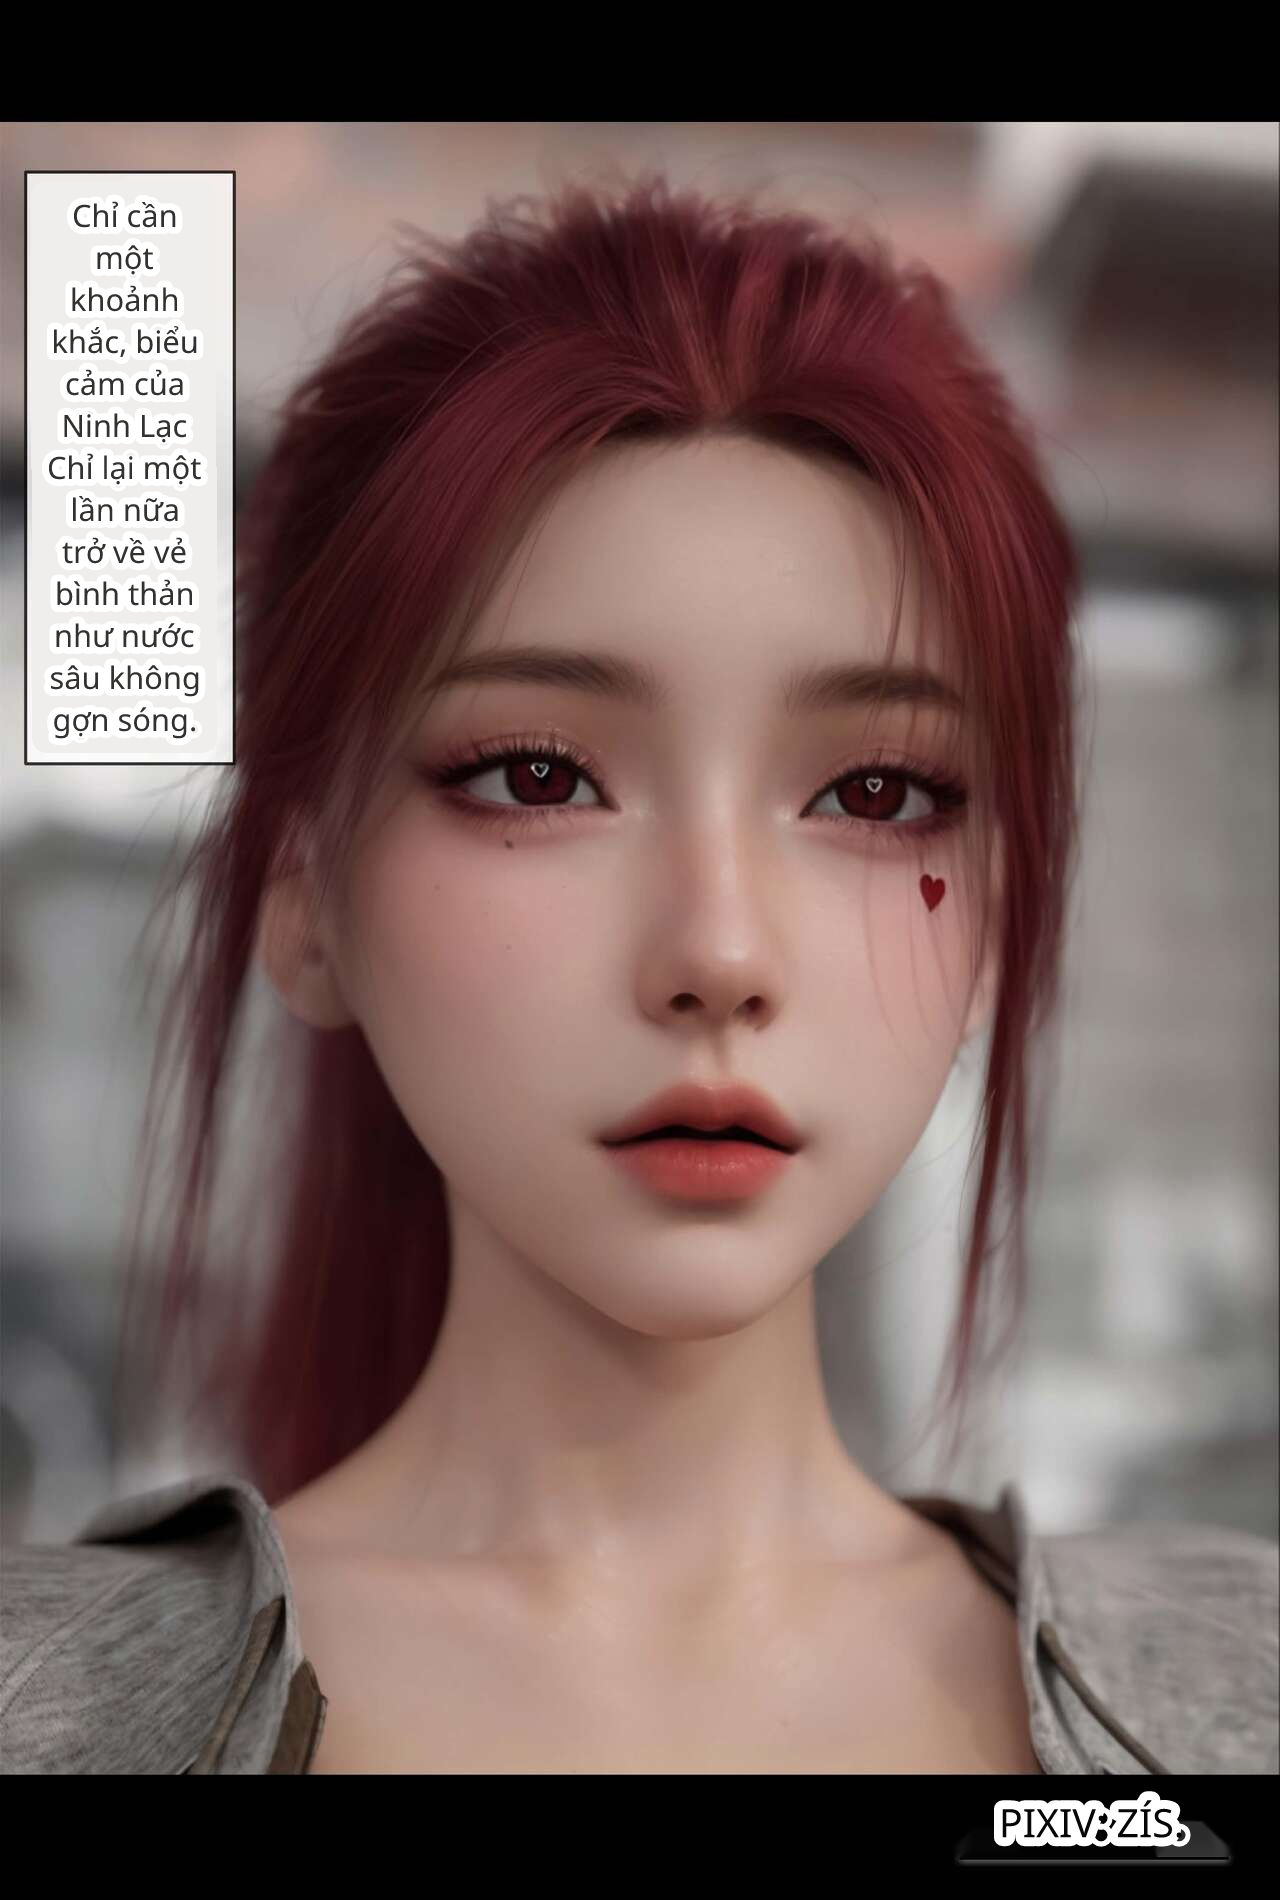 Chỉ cần
một
khoảnh
khắc, biểu
cảm của
Ninh Lạc
Chỉ lại một
lần nữa
trở về vẻ
bình thản
như nước
sâu không
gợn sóng.
PIXIV: ZÍS.